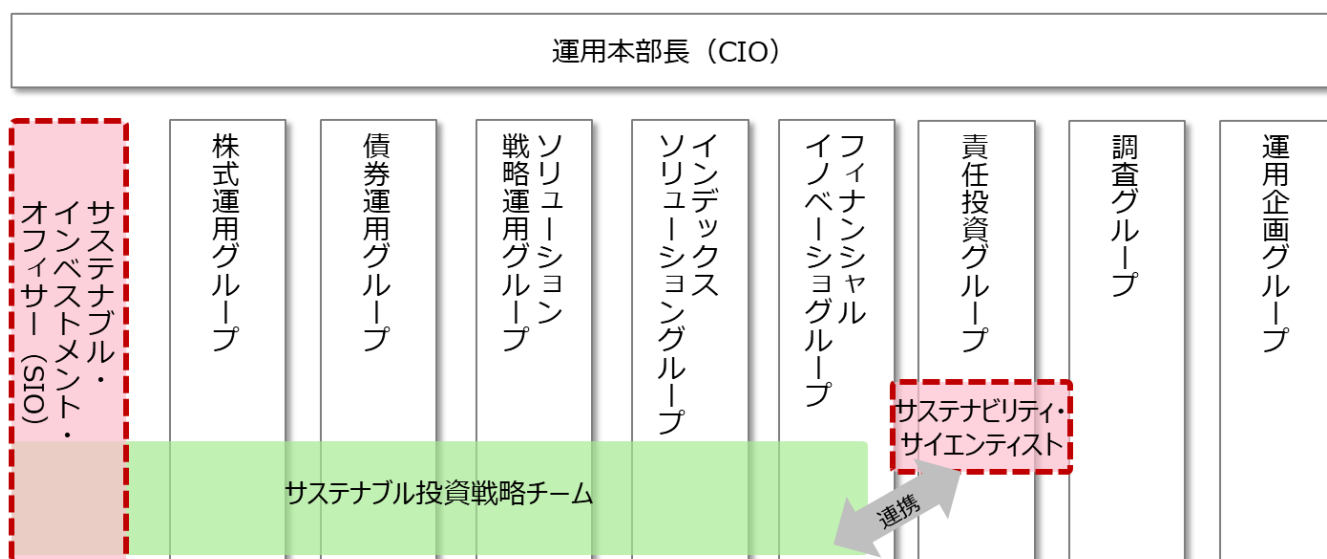 運用本部長（CIO）
サステナブル・
インベストメント・
オフィサー（SIO）
株式運用グループ
債券運用グループ
ソリューション
戦略運用グループ
インデックス
ソリューショングループ
フィナンシャル
イノベーショグループ
責任投資グループ
調査グループ
運用企画グループ
サステナビリティ・
サイエンティスト
サステナブル投資戦略チーム
連携